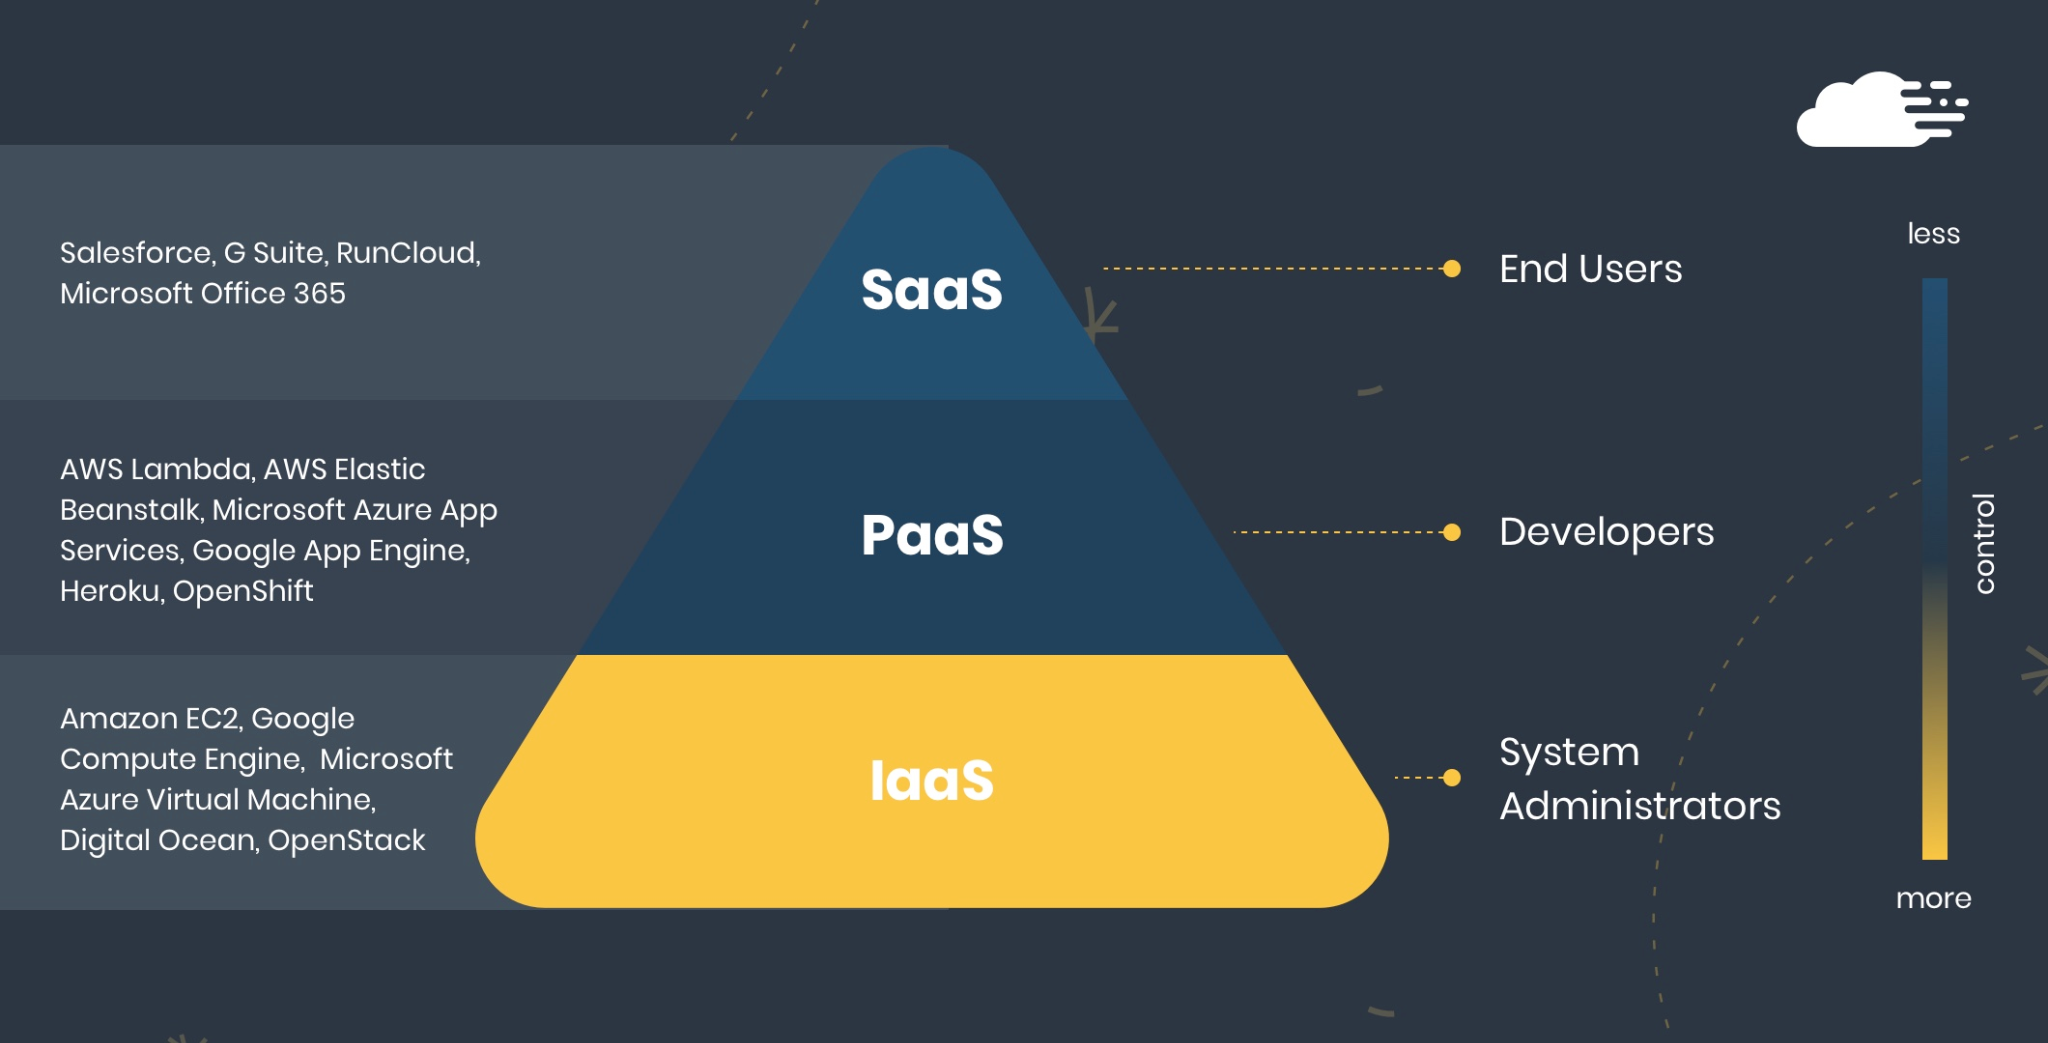 Salesforce, G Suite, RunCloud,
Microsoft Office 365
SaaS
End Users
less
AWS Lambda, AWS Elastic
Beanstalk, Microsoft Azure App
Services, Google App Engine,
Heroku, OpenShift
PaaS
Developers
control
Amazon EC2, Google
Compute Engine,  Microsoft
Azure Virtual Machine,
Digital Ocean, OpenStack
IaaS
System
Administrators
more